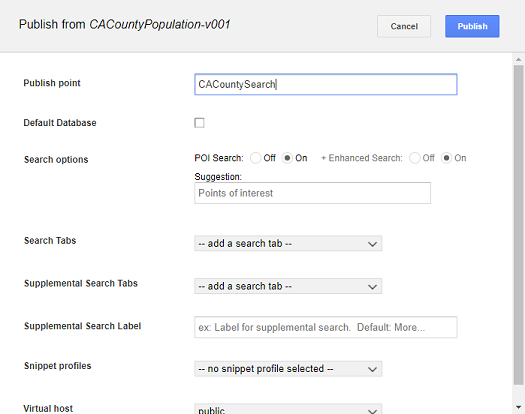 Publish from CACountyPopulation-v001
Cancel
Publish
Publish point
CACountySearch
Default Database
Search options
POI Search: Off On + Enhanced Search: Off On
Suggestion:
Points of interest
Search Tabs
-- add a search tab --
Supplemental Search Tabs
-- add a search tab --
Supplemental Search Label
ex: Label for supplemental search. Default: More...
Snippet profiles
-- no snippet profile selected --
Virtual host
public